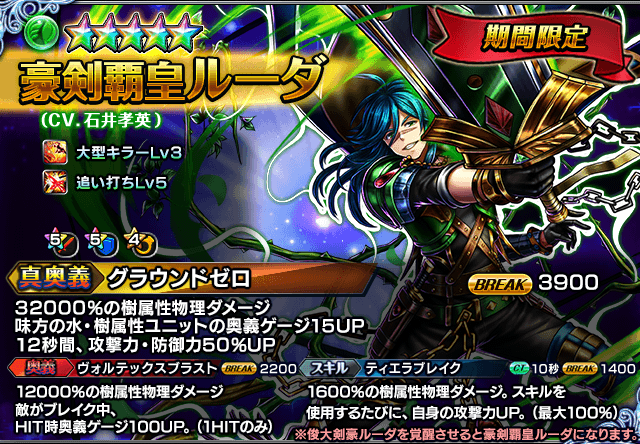 期間限定
豪剣覇皇ルーダ
(CV.石井孝英)
大型キラーLv3
追い打ちLv5
5 5 4
真奥義 グラウンドゼロ
BREAK 3900
32000%の樹属性物理ダメージ
味方の水・樹属性ユニットの奥義ゲージ15UP
12秒間、攻撃力・防御力50%UP
奥義 ヴォルテックスブラスト BREAK 2200
12000%の樹属性物理ダメージ
敵がブレイク中、
HIT時奥義ゲージ100UP。(1HITのみ)
スキル ティエラブレイク CT 10秒 BREAK 1400
1600%の樹属性物理ダメージ。スキルを
使用するたびに、自身の攻撃力UP。(最大100%)
※俊大剣豪ルーダを覚醒させると豪剣覇皇ルーダになります。